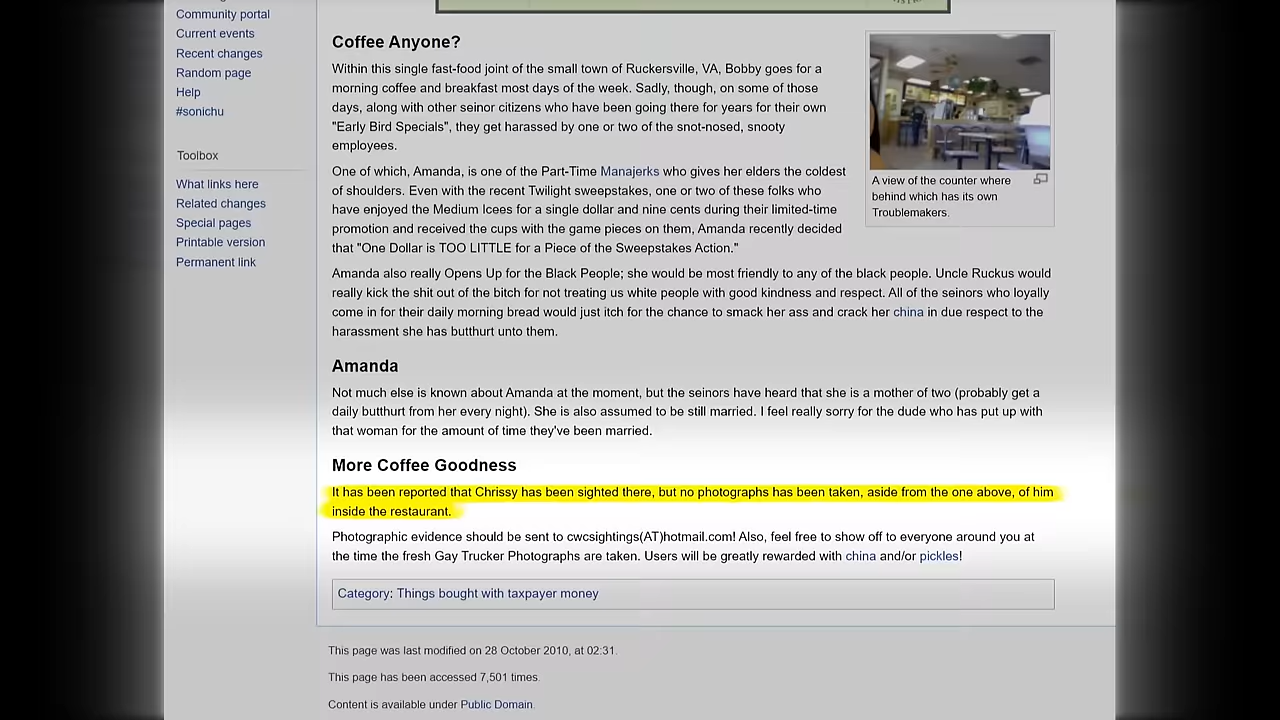 Community portal
Current events
Recent changes
Random page
Help
#sonichu
Toolbox
What links here
Related changes
Special pages
Printable version
Permanent link
Coffee Anyone?
Within this single fast-food joint of the small town of Ruckersville, VA, Bobby goes for a
morning coffee and breakfast most days of the week. Sadly, though, on some of those
days, along with other seinor citizens who have been going there for years for their own
"Early Bird Specials", they get harassed by one or two of the snot-nosed, snooty
employees.
One of which, Amanda, is one of the Part-Time Manajerks who gives her elders the coldest
of shoulders. Even with the recent Twilight sweepstakes, one or two of these folks who
have enjoyed the Medium Icees for a single dollar and nine cents during their limited-time
promotion and received the cups with the game pieces on them, Amanda recently decided
that "One Dollar is TOO LITTLE for a Piece of the Sweepstakes Action."
A view of the counter where
behind which has its own
Troublemakers.
Amanda also really Opens Up for the Black People; she would be most friendly to any of the black people. Uncle Ruckus would
really kick the shit out of the bitch for not treating us white people with good kindness and respect. All of the seinors who loyally
come in for their daily morning bread would just itch for the chance to smack her ass and crack her china in due respect to the
harassment she has butthurt unto them.
Amanda
Not much else is known about Amanda at the moment, but the seinors have heard that she is a mother of two (probably get a
daily butthurt from her every night). She is also assumed to be still married. I feel really sorry for the dude who has put up with
that woman for the amount of time they've been married.
More Coffee Goodness
It has been reported that Chrissy has been sighted there, but no photographs has been taken, aside from the one above, of him
inside the restaurant.
Photographic evidence should be sent to cwcsightings(AT)hotmail.com! Also, feel free to show off to everyone around you at
the time the fresh Gay Trucker Photographs are taken. Users will be greatly rewarded with china and/or pickles!
Category: Things bought with taxpayer money
This page was last modified on 28 October 2010, at 02:31.
This page has been accessed 7,501 times.
Content is available under Public Domain.